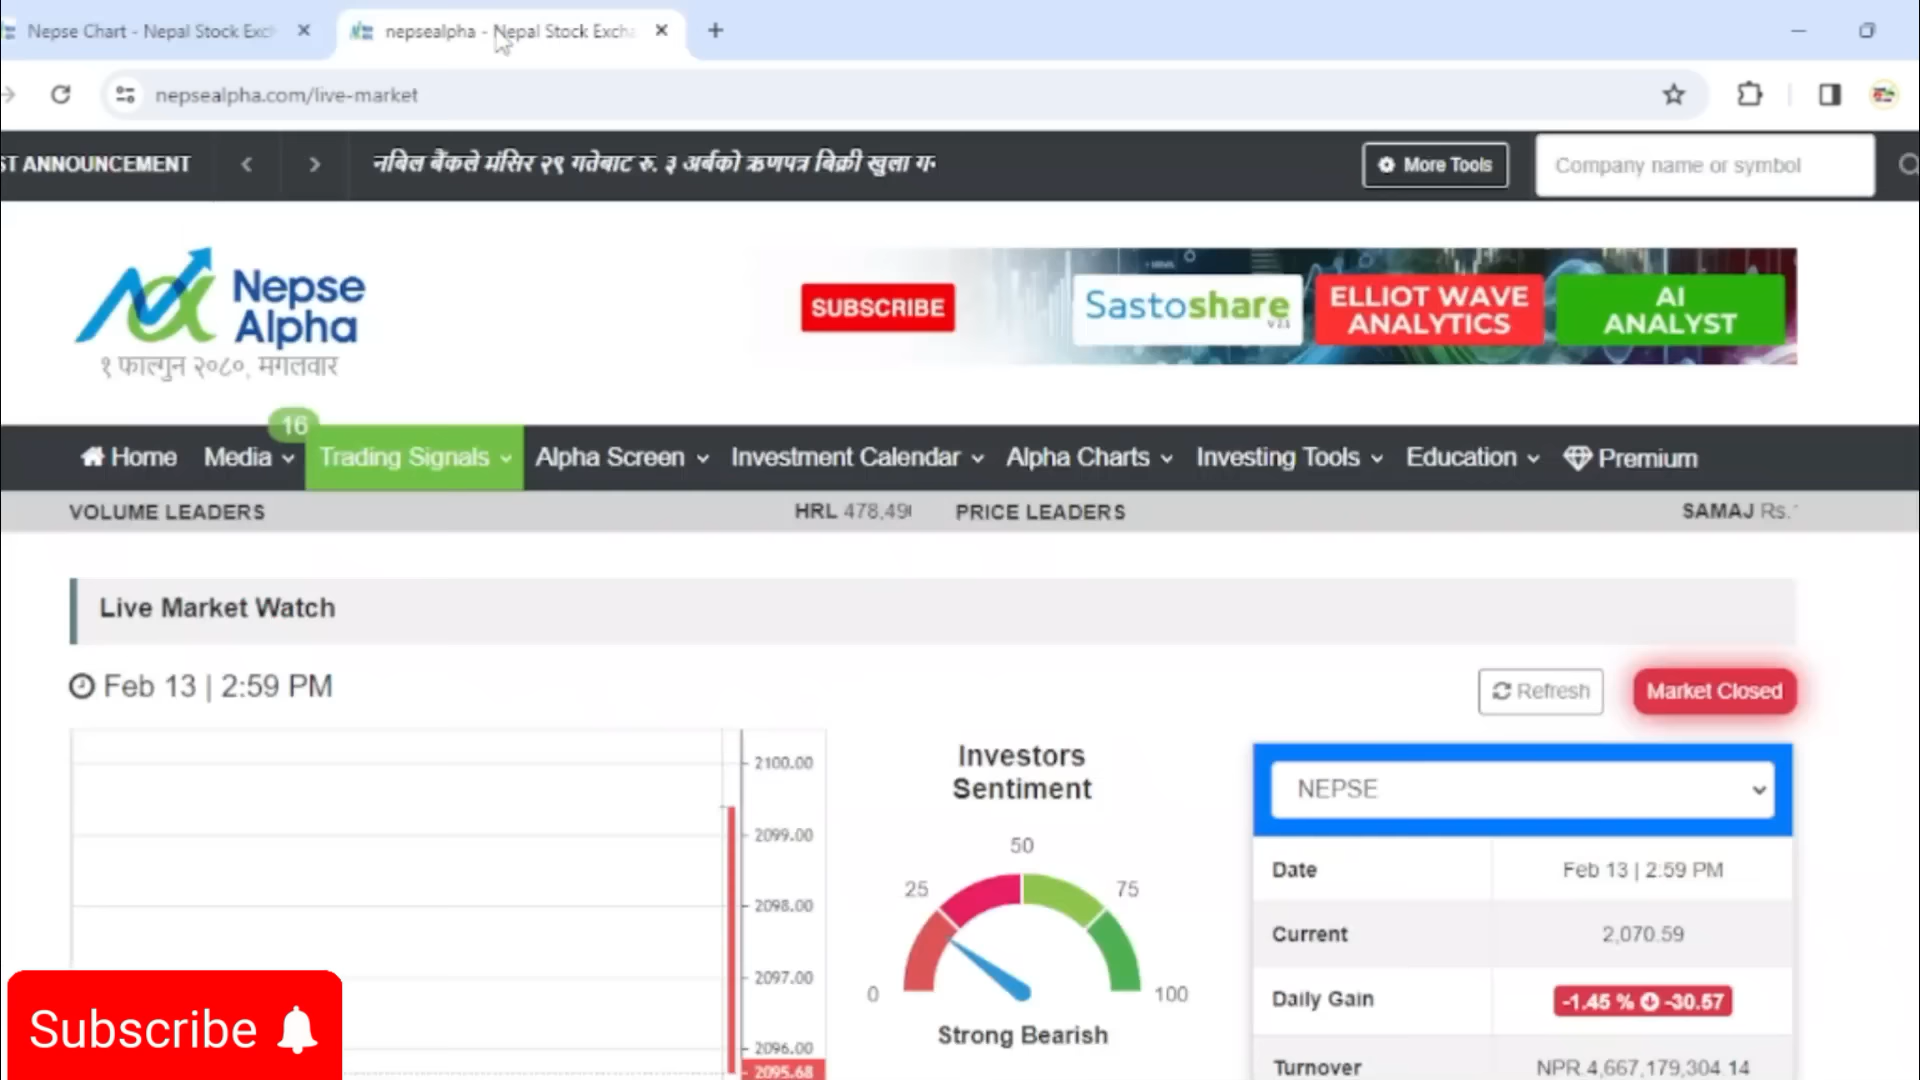 Nepse Chart - Nepal Stock Exc
nepsealpha - Nepal Stock Excha
nepsealpha.com/live-market
ST ANNOUNCEMENT
नबिल बैंकले मंसिर २९ गतेबाट रु. ३ अर्बको ऋणपत्र बिक्री खुला ग
More Tools
Company name or symbol
Nepse
Alpha
१ फाल्गुन २०८०, मगलवार
SUBSCRIBE
Sastoshare
v 2.1
ELLIOT WAVE
ANALYTICS
AI
ANALYST
16
Home
Media
Trading Signals
Alpha Screen
Investment Calendar
Alpha Charts
Investing Tools
Education
Premium
VOLUME LEADERS
HRL 478,49
PRICE LEADERS
SAMAJ Rs.
Live Market Watch
Feb 13 | 2:59 PM
Refresh
Market Closed
2100.00
2099.00
2098.00
2097.00
2096.00
2095.68
Investors
Sentiment
0
25
50
75
100
Strong Bearish
NEPSE
Date Feb 13 | 2:59 PM
Current 2,070.59
Daily Gain -1.45 % -30.57
Turnover NPR 4,667,179,304.14
Subscribe